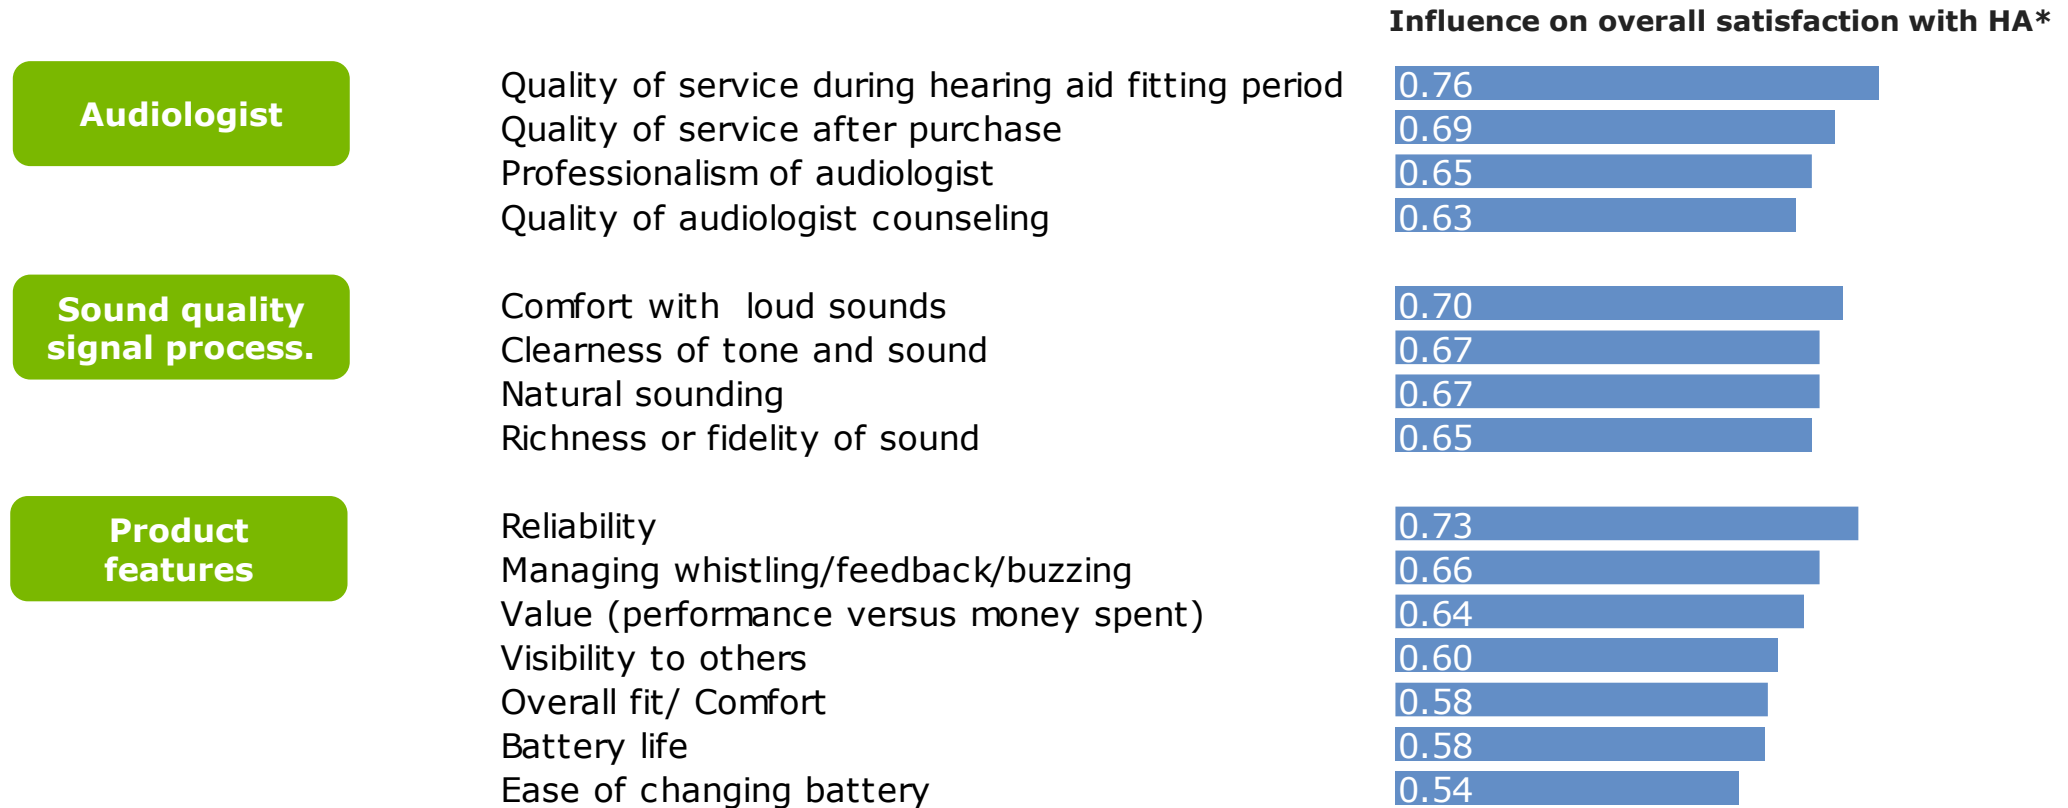 Influence on overall satisfaction with HA*
Audiologist
Quality of service during hearing aid fitting period 0.76
Quality of service after purchase 0.69
Professionalism of audiologist 0.65
Quality of audiologist counseling 0.63
Sound quality
signal process.
Comfort with loud sounds 0.70
Clearness of tone and sound 0.67
Natural sounding 0.67
Richness or fidelity of sound 0.65
Product
features
Reliability 0.73
Managing whistling/feedback/buzzing 0.66
Value (performance versus money spent) 0.64
Visibility to others 0.60
Overall fit/ Comfort 0.58
Battery life 0.58
Ease of changing battery 0.54